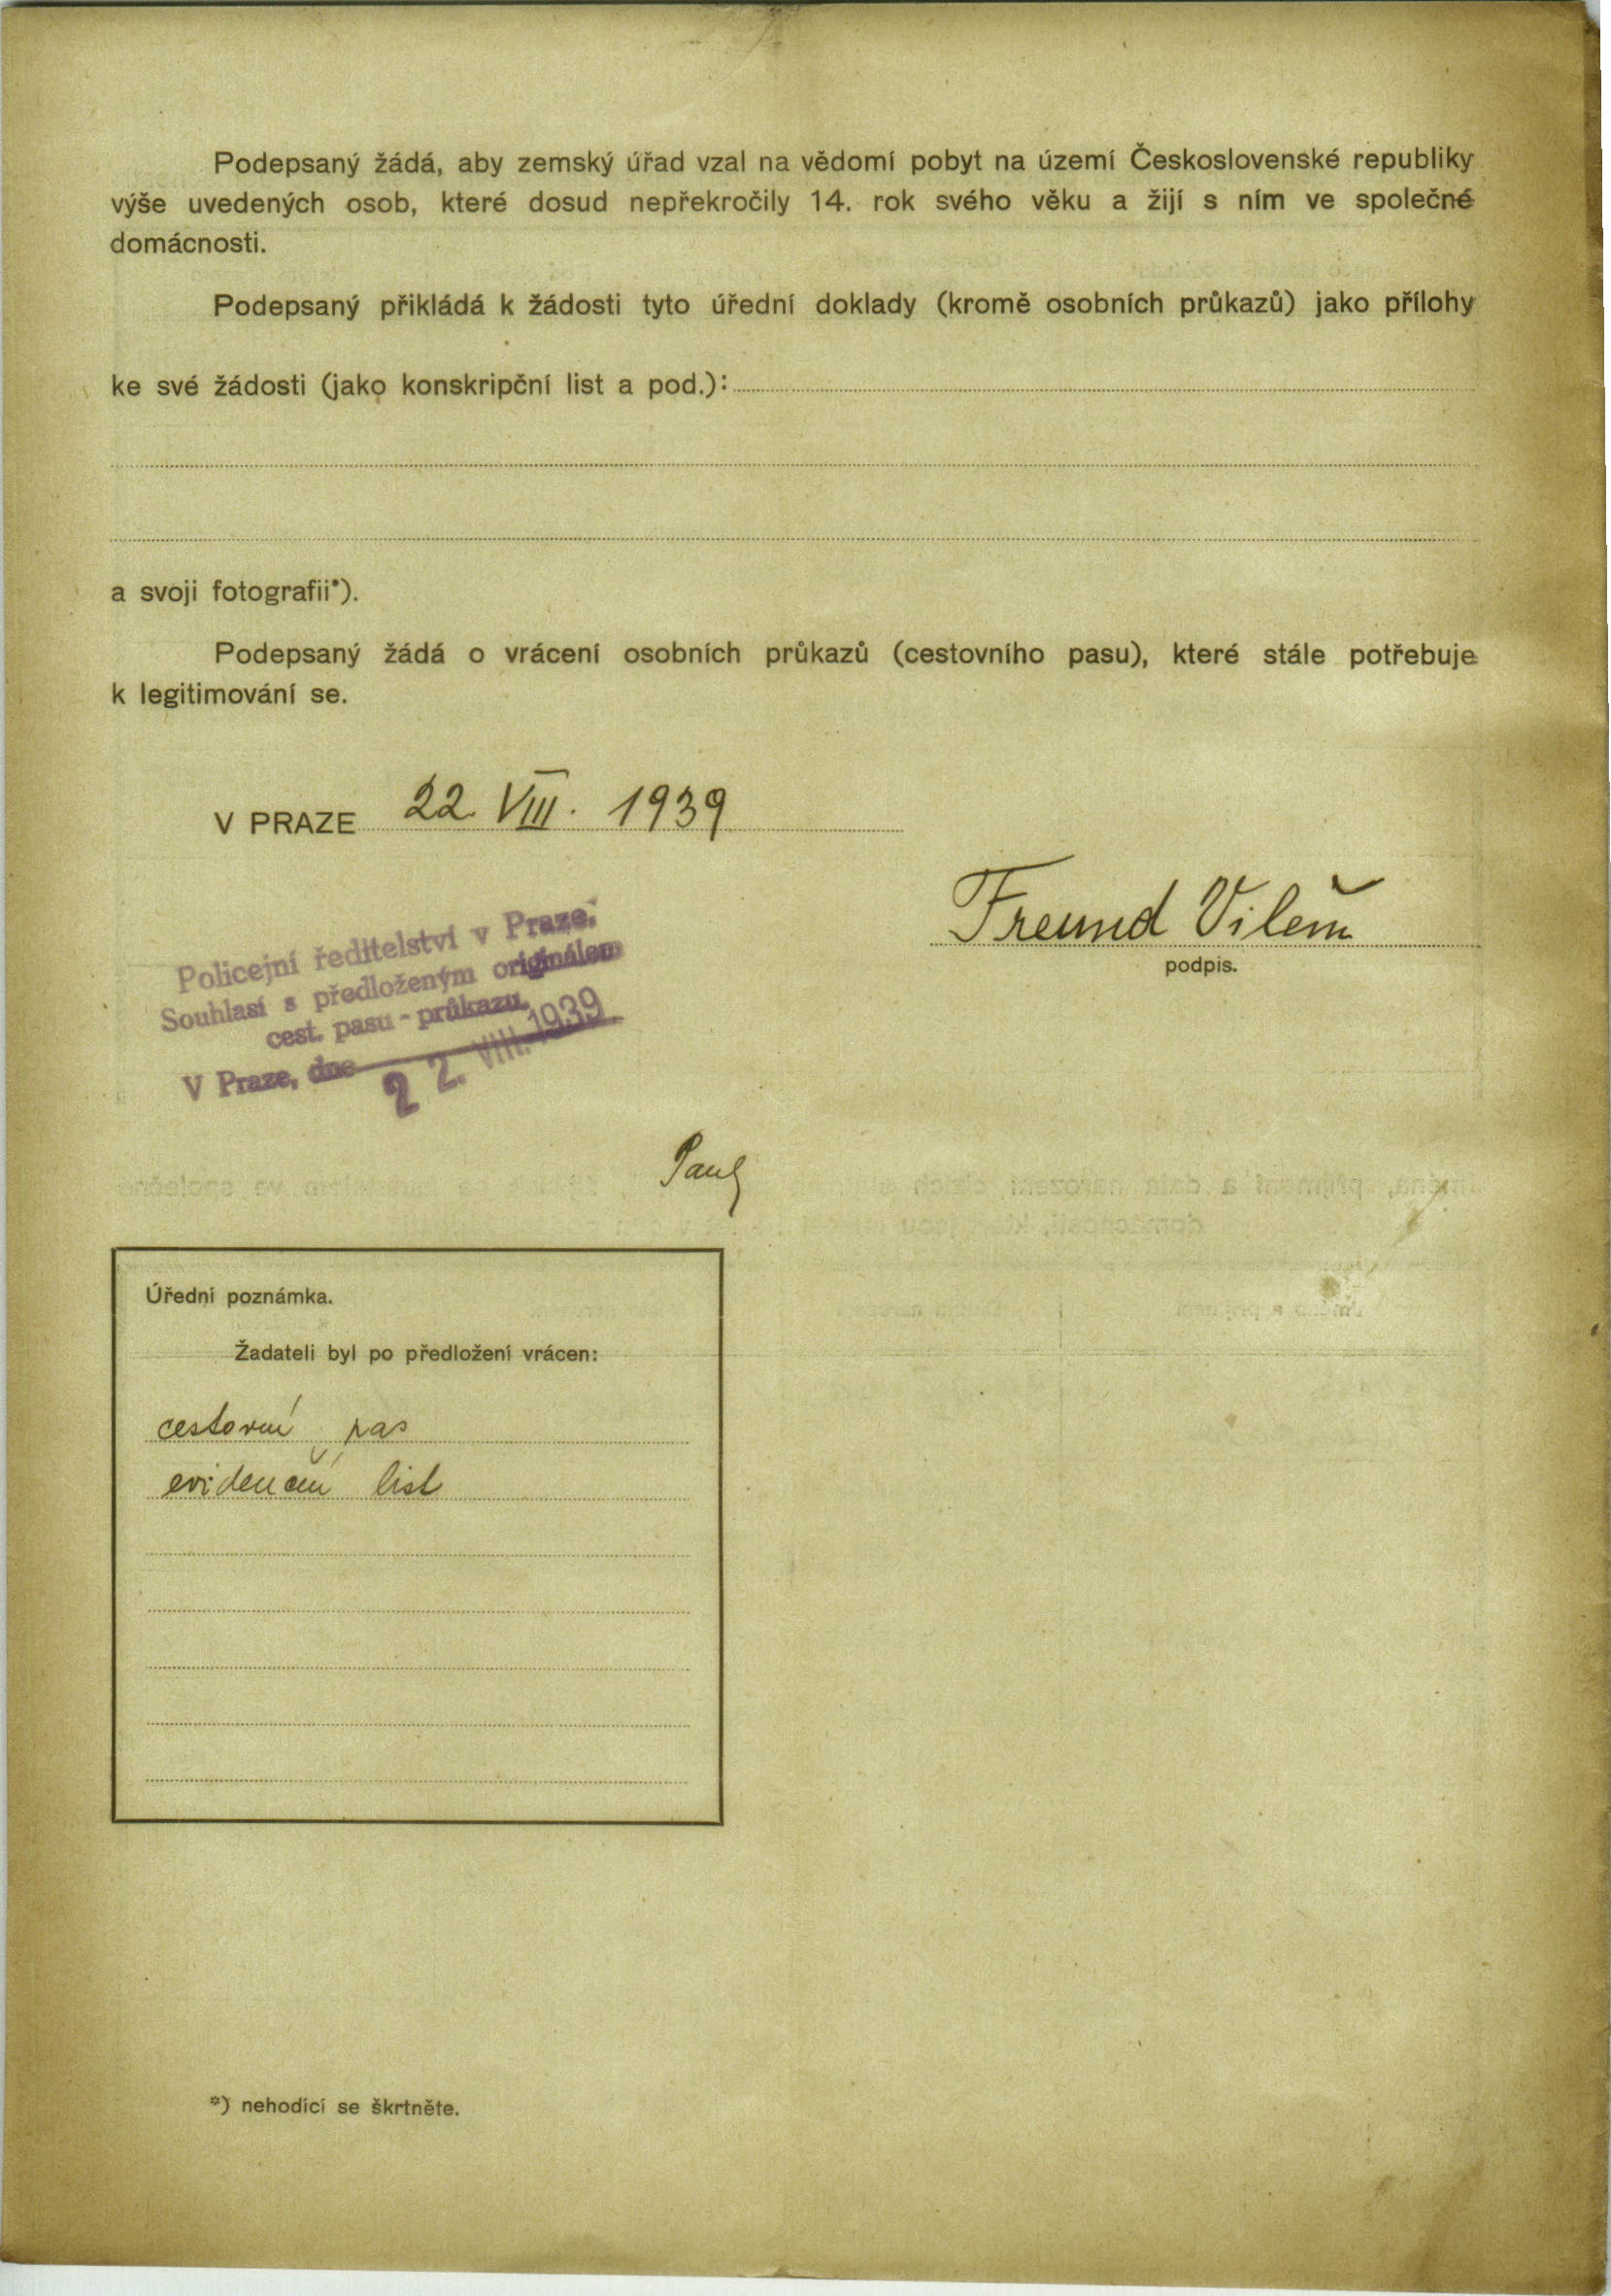 Podepsaný žádá, aby zemský úřad vzal na vědomí pobyt na území Československé republiky
výše uvedených osob, které dosud nepřekročily 14. rok svého věku a žijí s ním ve společné
domácnosti.
Podepsaný přikládá k žádosti tyto úřední doklady (kromě osobních průkazů) jako přílohy
ke své žádosti (jako konskripční list a pod.):
a svoji fotografii*).
Podepsaný žádá o vrácení osobních průkazů (cestovního pasu), které stále potřebuje
k legitimování se.
V PRAZE 22. VIII. 1939
Freund Vilém
podpis.
Policejní ředitelství v Praze.
Souhlasí s předloženým originálem
cest. pasu - průkazu.
V Praze, dne 22. VIII. 1939
Úřední poznámka.
Žadateli byl po předložení vrácen:
cestovní pas
evidenční list
*) nehodící se škrtněte.